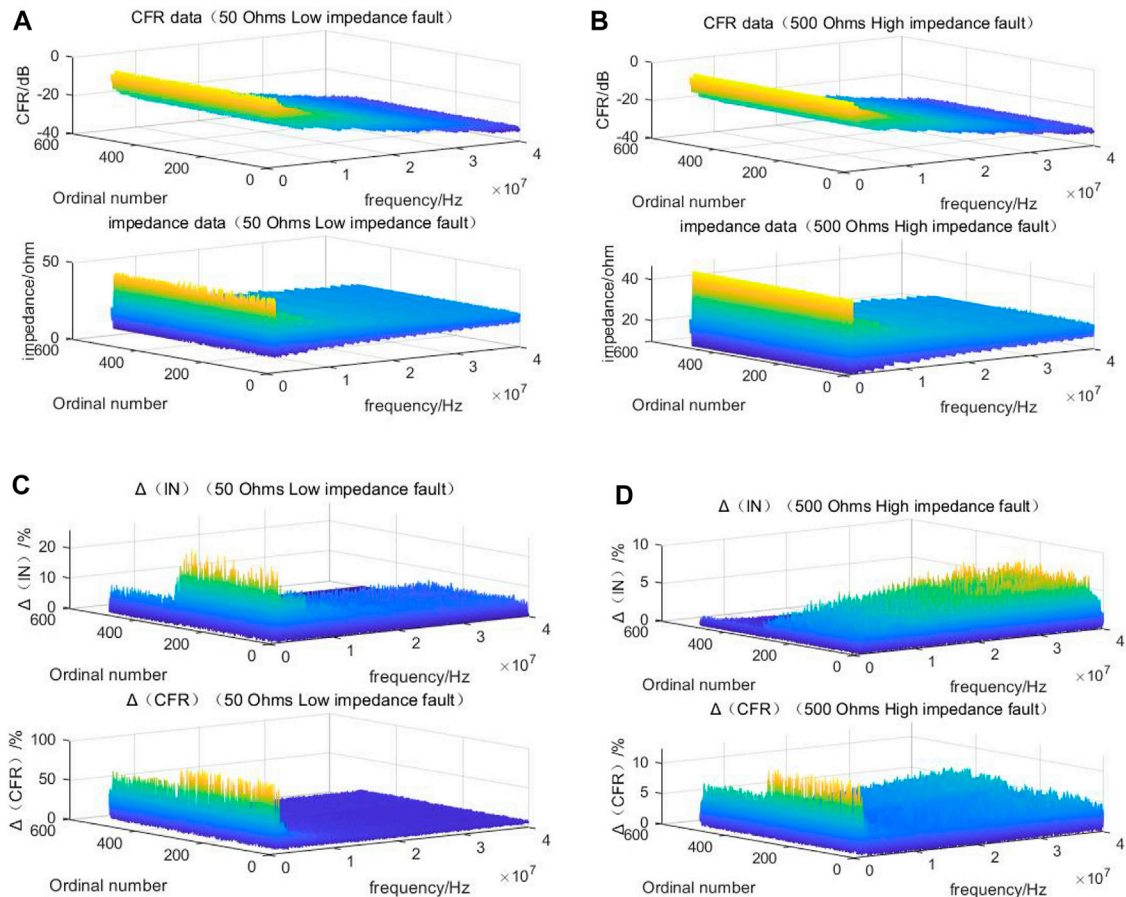 A
CFR data（50 Ohms Low impedance fault）
CFR/dB
0
-20
-40
600
400
200
0
Ordinal number
0
1
2
3
4
×10^7
frequency/Hz
impedance data（50 Ohms Low impedance fault）
impedance/ohm
50
0
600
400
200
0
Ordinal number
0
1
2
3
4
×10^7
frequency/Hz
B
CFR data（500 Ohms High impedance fault）
CFR/dB
0
-20
-40
600
400
200
0
Ordinal number
0
1
2
3
4
×10^7
frequency/Hz
impedance data（500 Ohms High impedance fault）
impedance/ohm
40
20
600
400
200
0
Ordinal number
0
1
2
3
4
×10^7
frequency/Hz
C
Δ（IN）（50 Ohms Low impedance fault）
Δ（IN）/%
20
10
0
600
400
200
0
Ordinal number
0
1
2
3
4
×10^7
frequency/Hz
Δ（CFR）（50 Ohms Low impedance fault）
Δ（CFR）/%
100
50
0
600
400
200
0
Ordinal number
0
1
2
3
4
×10^7
frequency/Hz
D
Δ（IN）（500 Ohms High impedance fault）
Δ（IN）/%
10
5
0
600
400
200
0
Ordinal number
0
1
2
3
4
×10^7
frequency/Hz
Δ（CFR）（500 Ohms High impedance fault）
Δ（CFR）/%
10
5
0
600
400
200
0
Ordinal number
0
1
2
3
4
×10^7
frequency/Hz